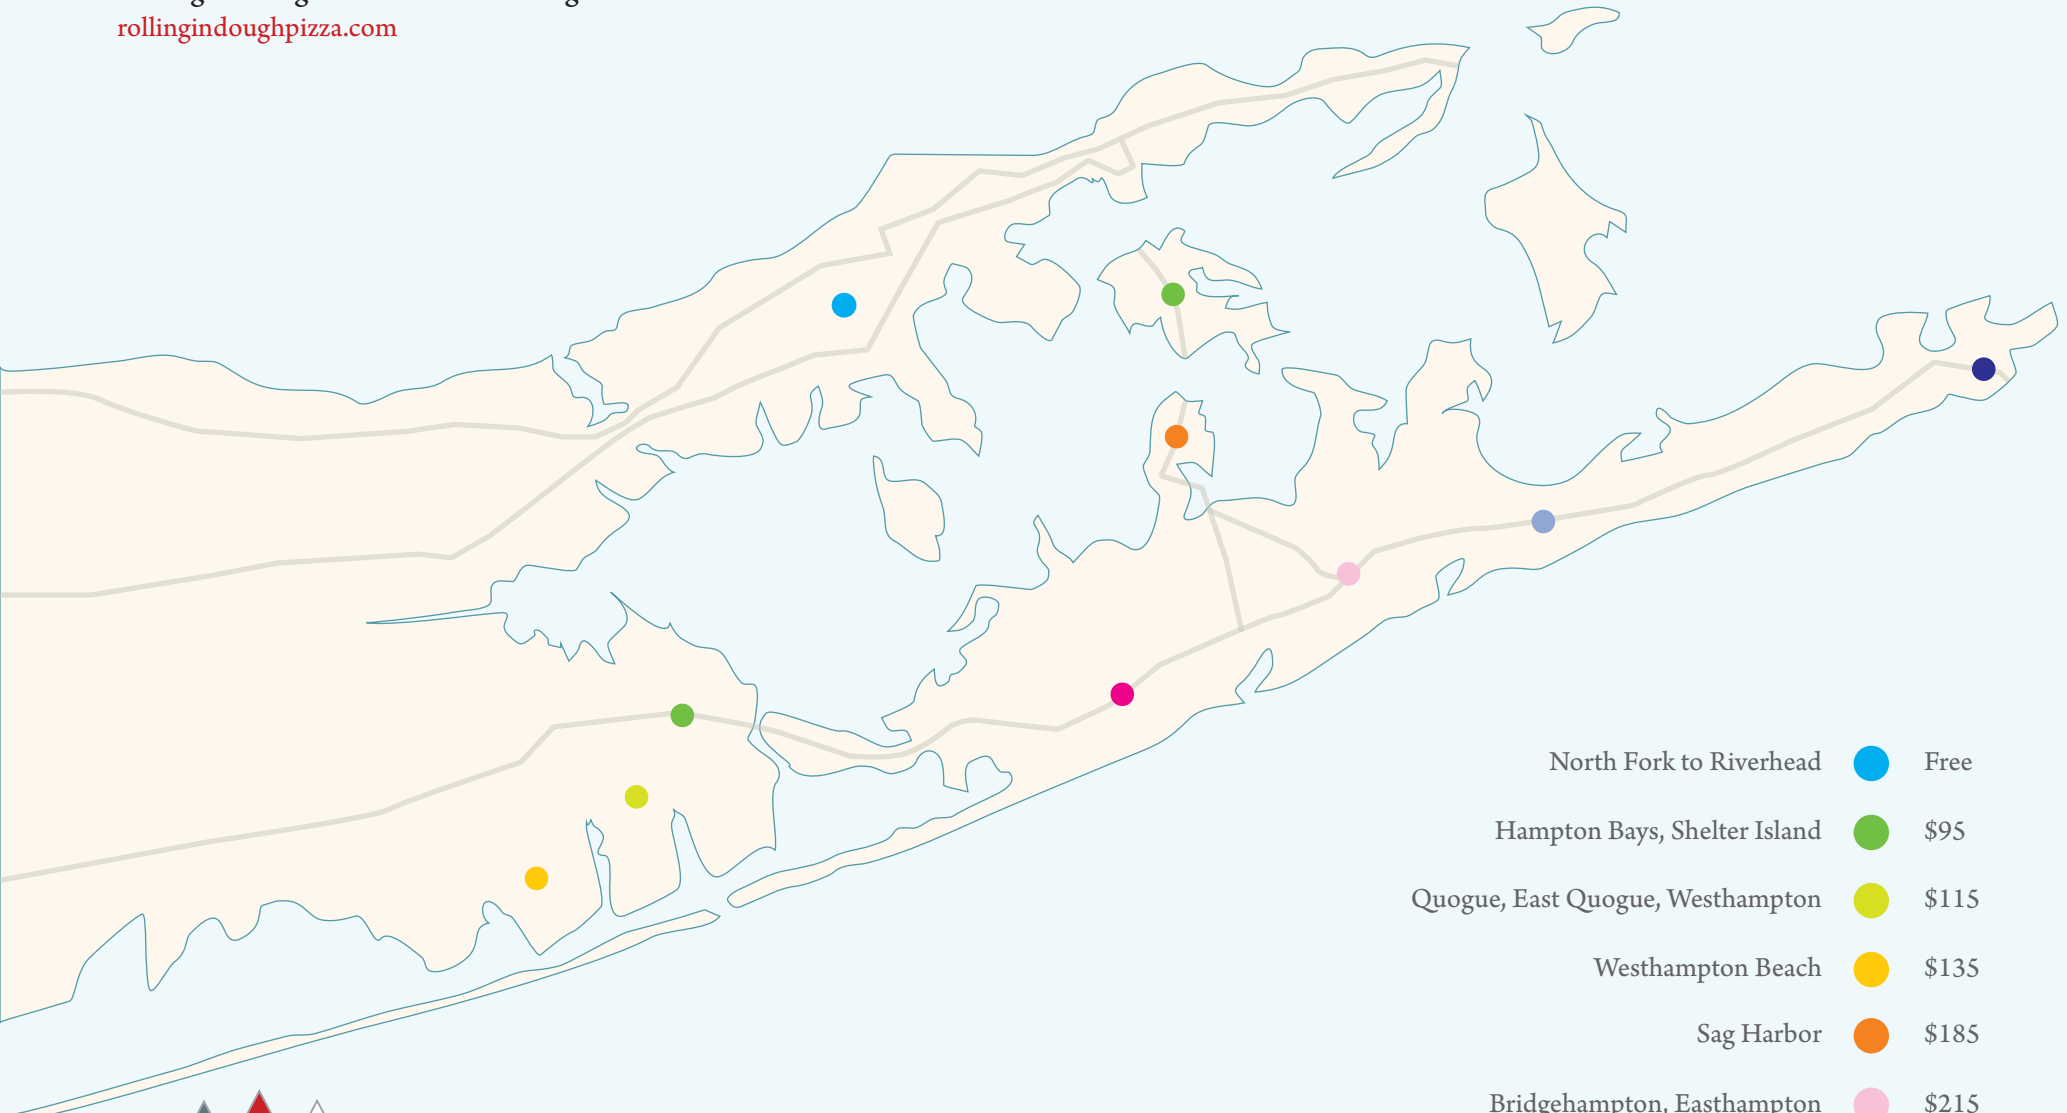 rollingindoughpizza.com
North Fork to Riverhead Free
Hampton Bays, Shelter Island $95
Quogue, East Quogue, Westhampton $115
Westhampton Beach $135
Sag Harbor $185
Bridgehampton, Easthampton $215